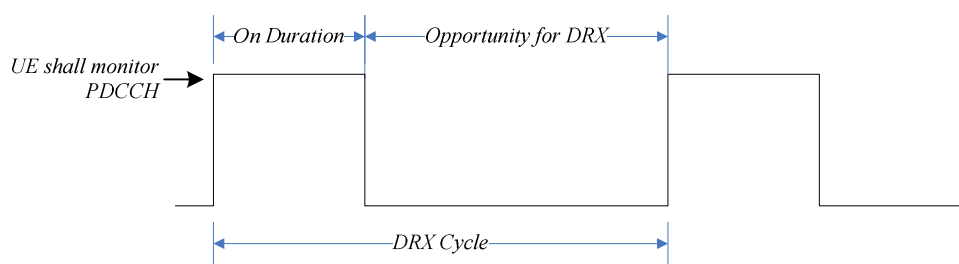 On Duration
Opportunity for DRX
UE shall monitor
PDCCH
DRX Cycle